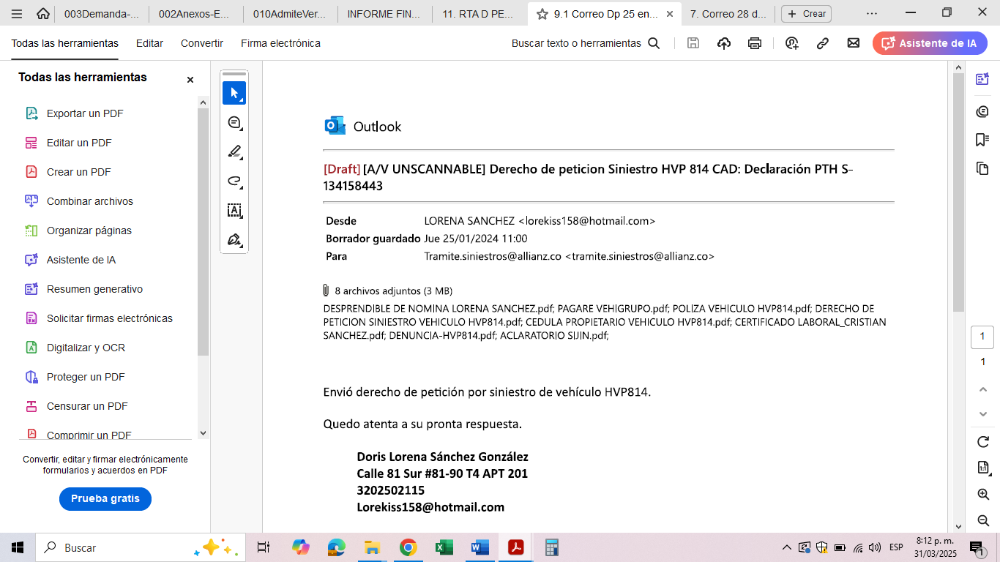 003Demanda-...
002Anexos-E...
010AdmiteVer...
INFORME FIN...
11. RTA D PE...
9.1 Correo Dp 25 en...
7. Correo 28 d...
Crear
Todas las herramientas
Editar
Convertir
Firma electrónica
Buscar texto o herramientas
Asistente de IA
Todas las herramientas
Exportar un PDF
Editar un PDF
Crear un PDF
Combinar archivos
Organizar páginas
Asistente de IA
Resumen generativo
Solicitar firmas electrónicas
Digitalizar y OCR
Proteger un PDF
Censurar un PDF
Comprimir un PDF
Convertir, editar y firmar electrónicamente
formularios y acuerdos en PDF
Prueba gratis
Outlook
[Draft] [A/V UNSCANNABLE] Derecho de peticion Siniestro HVP 814 CAD: Declaración PTH S-
134158443
Desde LORENA SANCHEZ <lorekiss158@hotmail.com>
Borrador guardado Jue 25/01/2024 11:00
Para Tramite.siniestros@allianz.co <tramite.siniestros@allianz.co>
8 archivos adjuntos (3 MB)
DESPRENDIBLE DE NOMINA LORENA SANCHEZ.pdf; PAGARE VEHIGRUPO.pdf; POLIZA VEHICULO HVP814.pdf; DERECHO DE
PETICION SINIESTRO VEHICULO HVP814.pdf; CEDULA PROPIETARIO VEHICULO HVP814.pdf; CERTIFICADO LABORAL_CRISTIAN
SANCHEZ.pdf; DENUNCIA-HVP814.pdf; ACLARATORIO SIJIN.pdf;
Envió derecho de petición por siniestro de vehículo HVP814.
Quedo atenta a su pronta respuesta.
Doris Lorena Sánchez González
Calle 81 Sur #81-90 T4 APT 201
3202502115
Lorekiss158@hotmail.com
1
1
1:1
Buscar
ESP
8:12 p. m.
31/03/2025
1